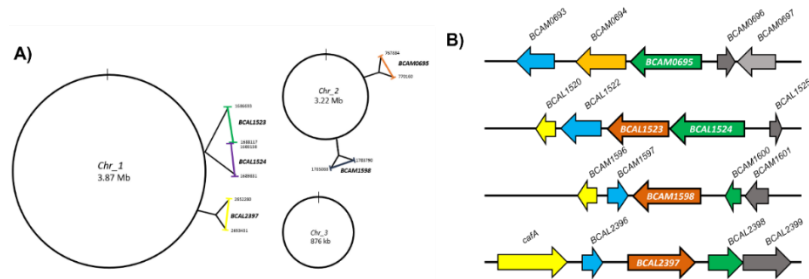 A)
Chr_1
3.87 Mb
BCAL1523
BCAL1524
BCAL2397
Chr_2
3.22 Mb
BCAM0695
BCAM1598
Chr_3
876 kb
B)
BCAM0693
BCAM0694
BCAM0695
BCAM0696
BCAM0697
BCAL1520
BCAL1522
BCAL1523
BCAL1524
BCAL1525
BCAM1596
BCAM1597
BCAM1598
BCAM1600
BCAM1601
cafA
BCAL2396
BCAL2397
BCAL2398
BCAL2399